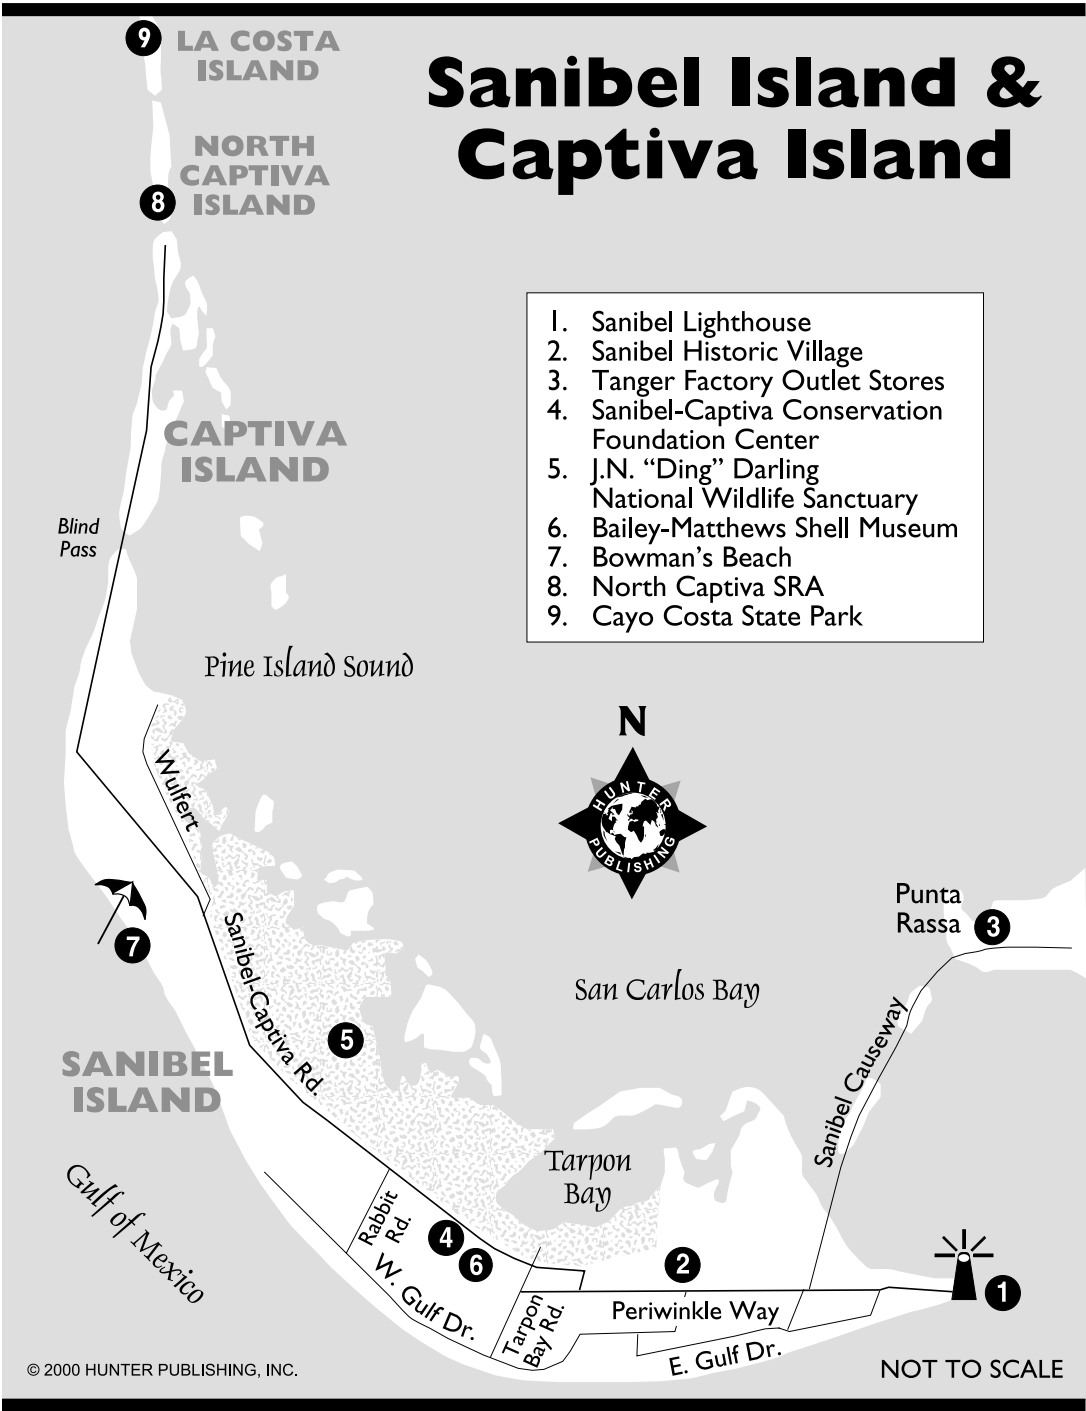 9 LA COSTA
ISLAND
Sanibel Island &
Captiva Island
NORTH
CAPTIVA
8 ISLAND
1. Sanibel Lighthouse
2. Sanibel Historic Village
3. Tanger Factory Outlet Stores
4. Sanibel-Captiva Conservation
Foundation Center
5. J.N. “Ding” Darling
National Wildlife Sanctuary
6. Bailey-Matthews Shell Museum
7. Bowman’s Beach
8. North Captiva SRA
9. Cayo Costa State Park
CAPTIVA
ISLAND
Blind
Pass
Pine Island Sound
N
HUNTER
PUBLISHING
Wulfert
Punta
Rassa
3
7
Sanibel-Captiva Rd.
San Carlos Bay
5
Sanibel Causeway
SANIBEL
ISLAND
Tarpon
Bay
Gulf of Mexico
Rabbit
Rd.
4
6
2
1
W. Gulf Dr.
Tarpon
Bay Rd.
Periwinkle Way
E. Gulf Dr.
© 2000 HUNTER PUBLISHING, INC.
NOT TO SCALE